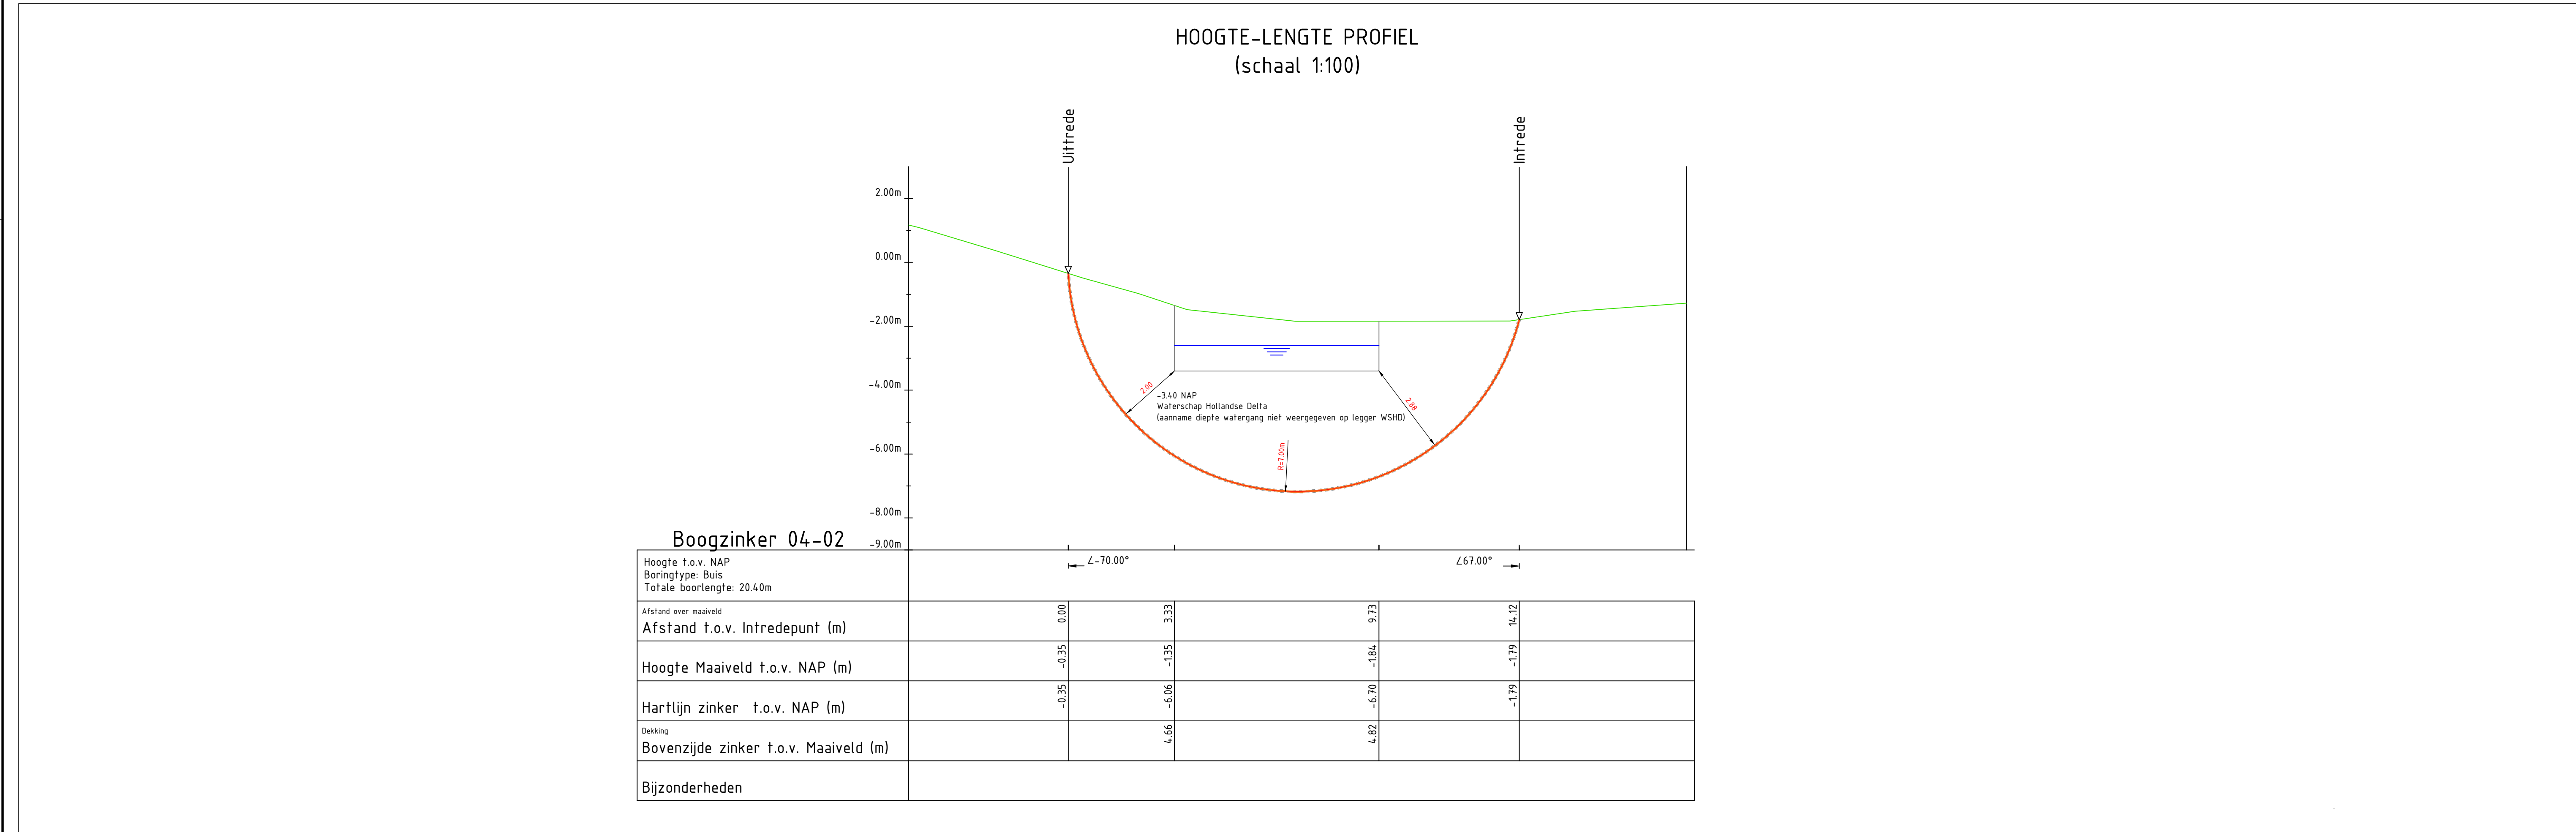 HOOGTE-LENGTE PROFIEL
(schaal 1:100)
Uittrede
Intrede
2.00m
0.00m
-2.00m
-4.00m
-6.00m
-8.00m
-9.00m
2.00
2.88
-3.40 NAP
Waterschap Hollandse Delta
(aanname diepte watergang niet weergegeven op legger WSHD)
R=7.00m
Boogzinker 04-02
Hoogte t.o.v. NAP
Boringtype: Buis
Totale boorlengte: 20.40m
∠-70.00° ∠67.00°
Afstand over maaiveld
Afstand t.o.v. Intredepunt (m) 0.00 3.33 9.73 14.12
Hoogte Maaiveld t.o.v. NAP (m) -0.35 -1.35 -1.84 -1.79
Hartlijn zinker t.o.v. NAP (m) -0.35 -6.06 -6.70 -1.79
Dekking
Bovenzijde zinker t.o.v. Maaiveld (m) 4.66 4.82
Bijzonderheden